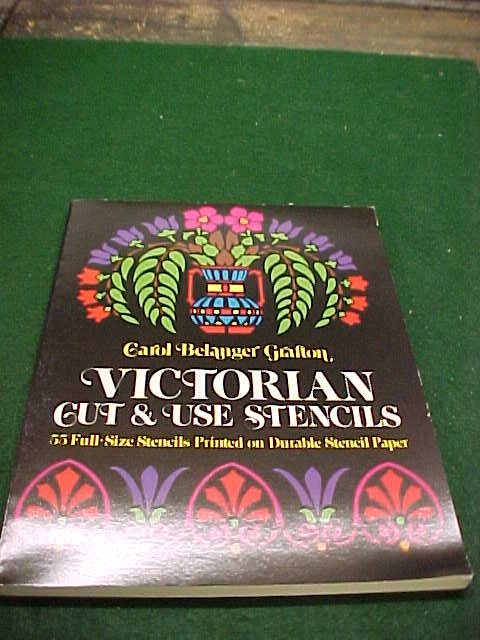 Carol Belanger Grafton,
VICTORIAN
CUT & USE STENCILS
55 Full-Size Stencils Printed on Durable Stencil Paper